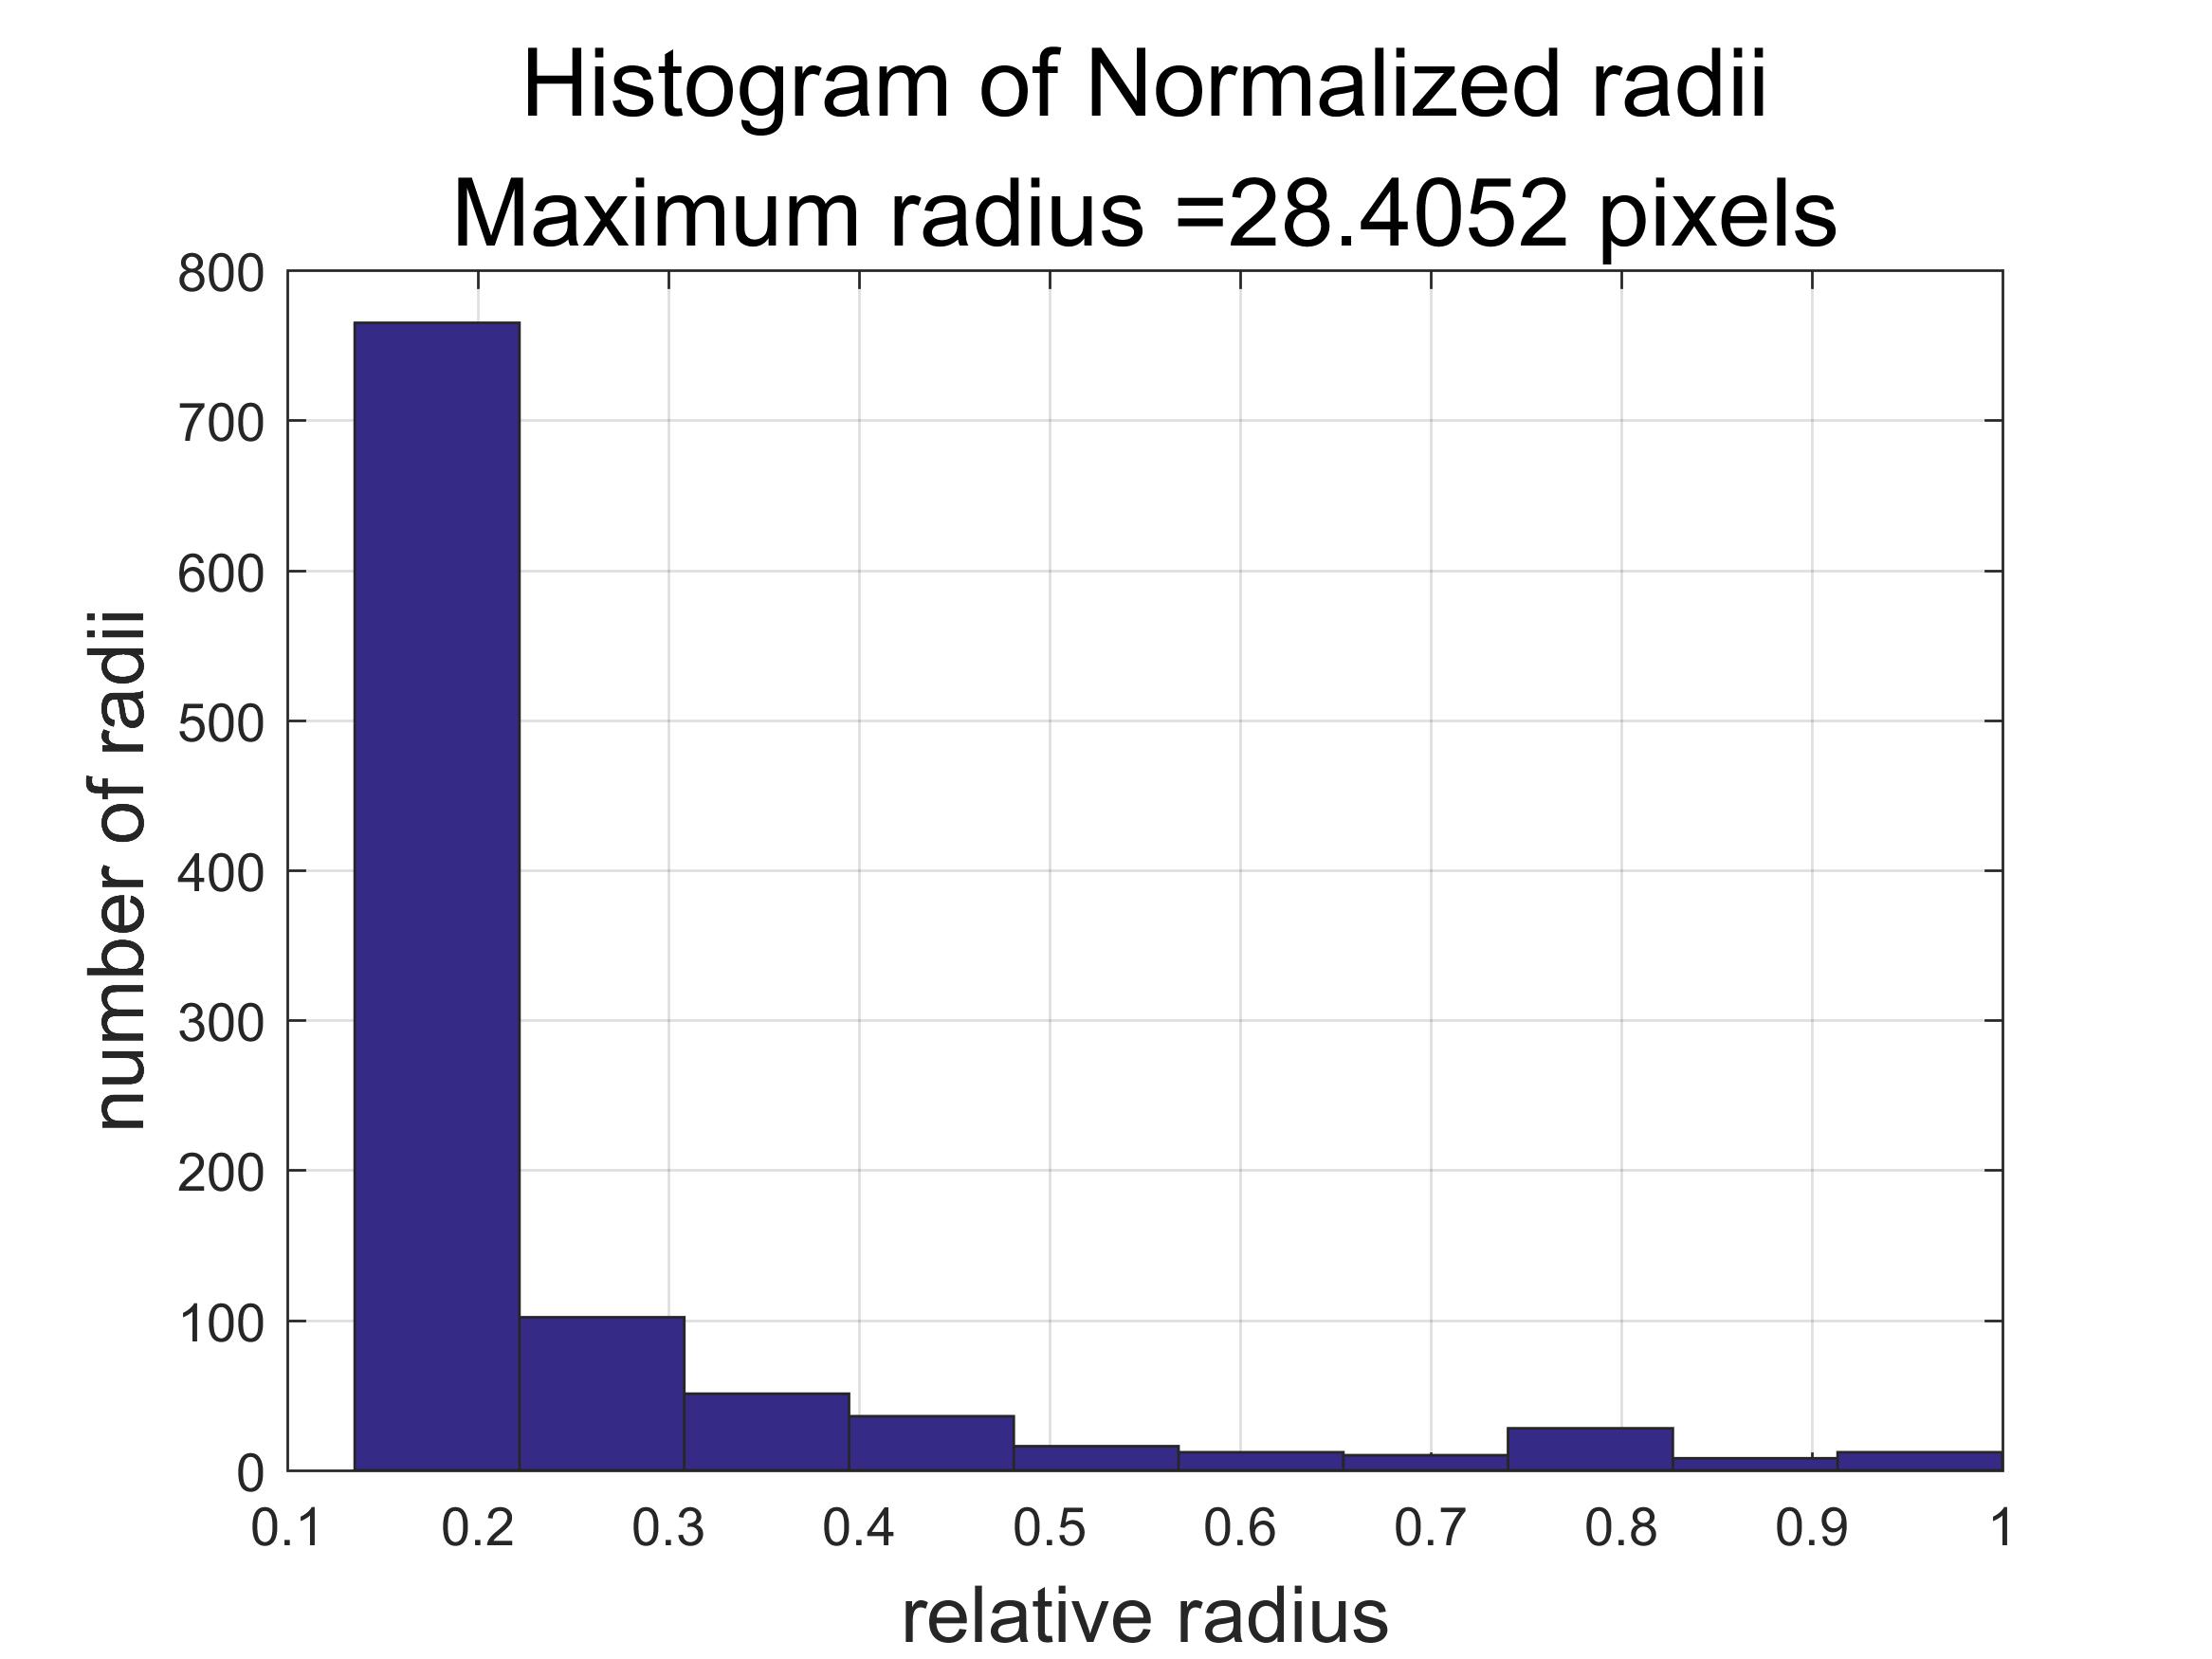 Histogram of Normalized radii
Maximum radius =28.4052 pixels
800
700
600
500
400
300
200
100
0
number of radii
0.1 0.2 0.3 0.4 0.5 0.6 0.7 0.8 0.9 1
relative radius